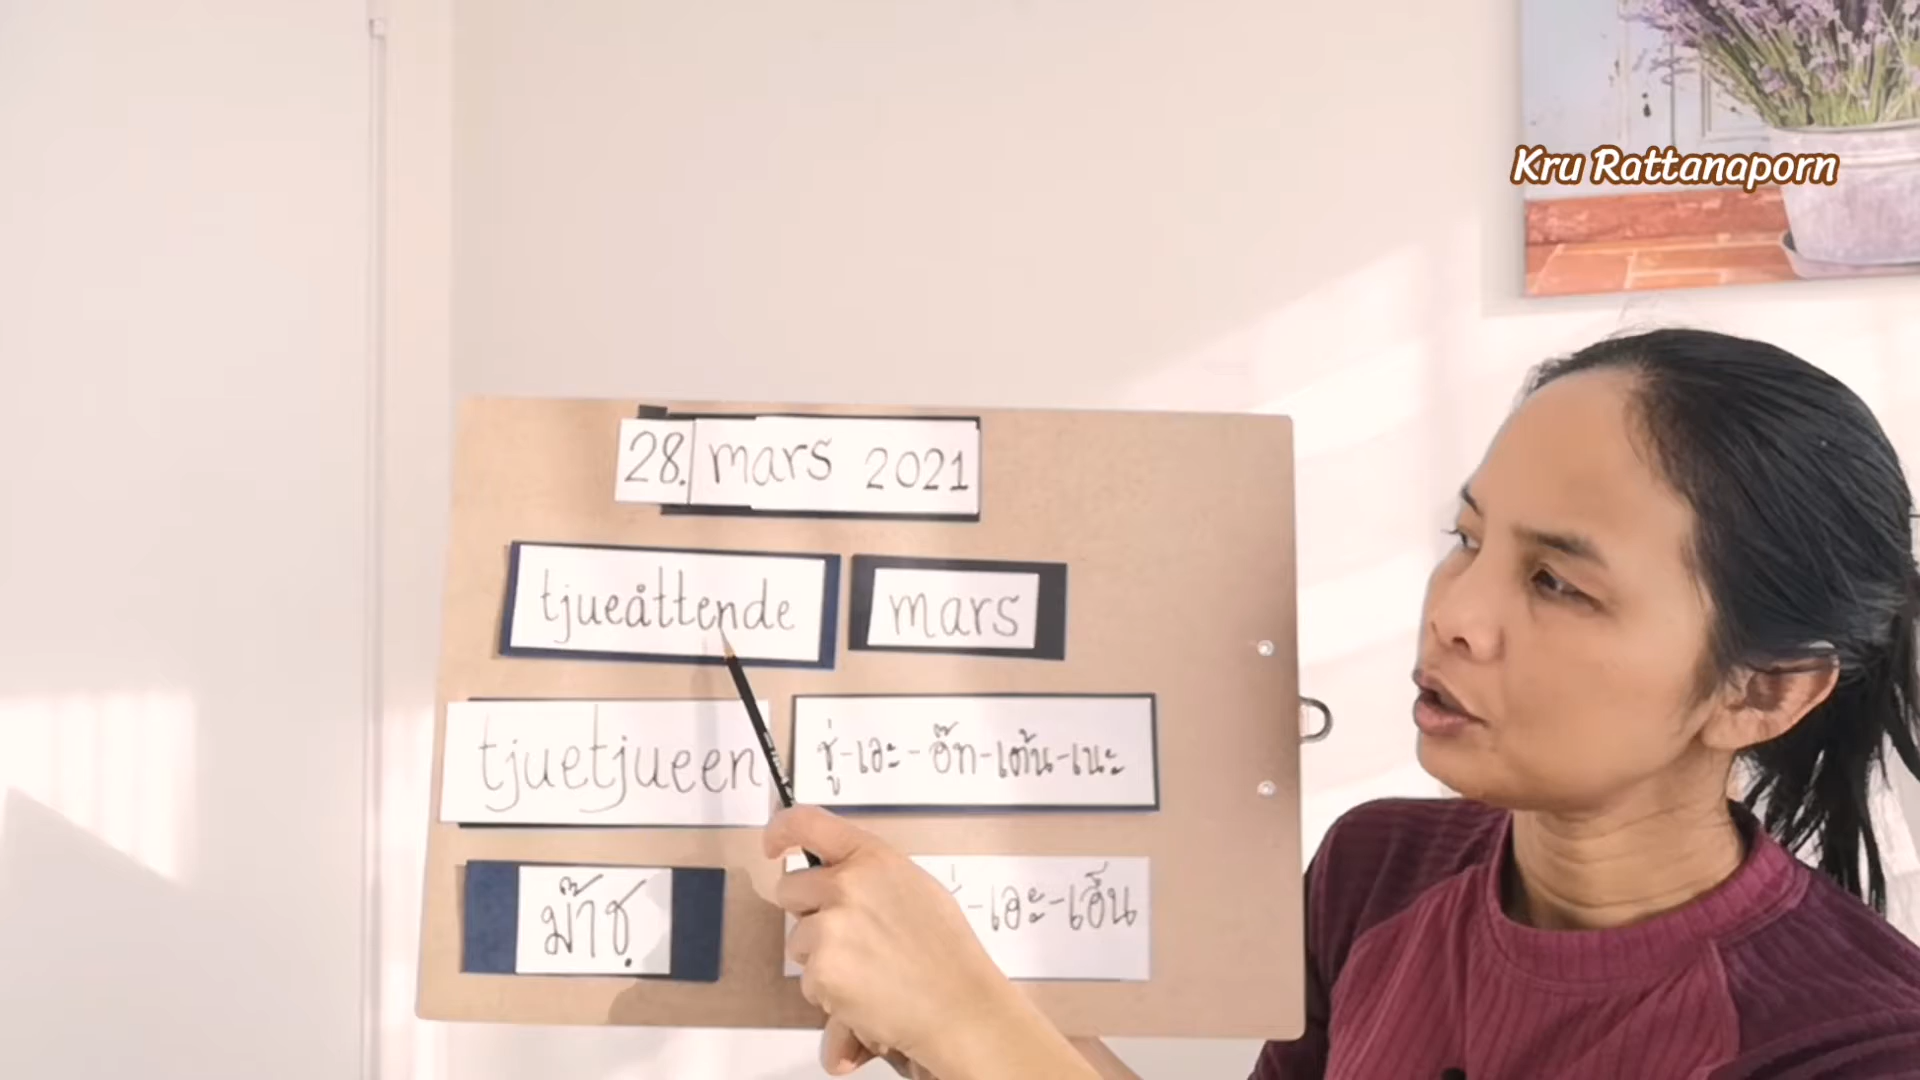 Kru Rattanaporn
28. mars 2021
tjueåttende mars
tjuetjueen ชู่-เอะ-อ๊ท-เต้น-เนะ
ม๊าชฺ -เอะ-เอ็น